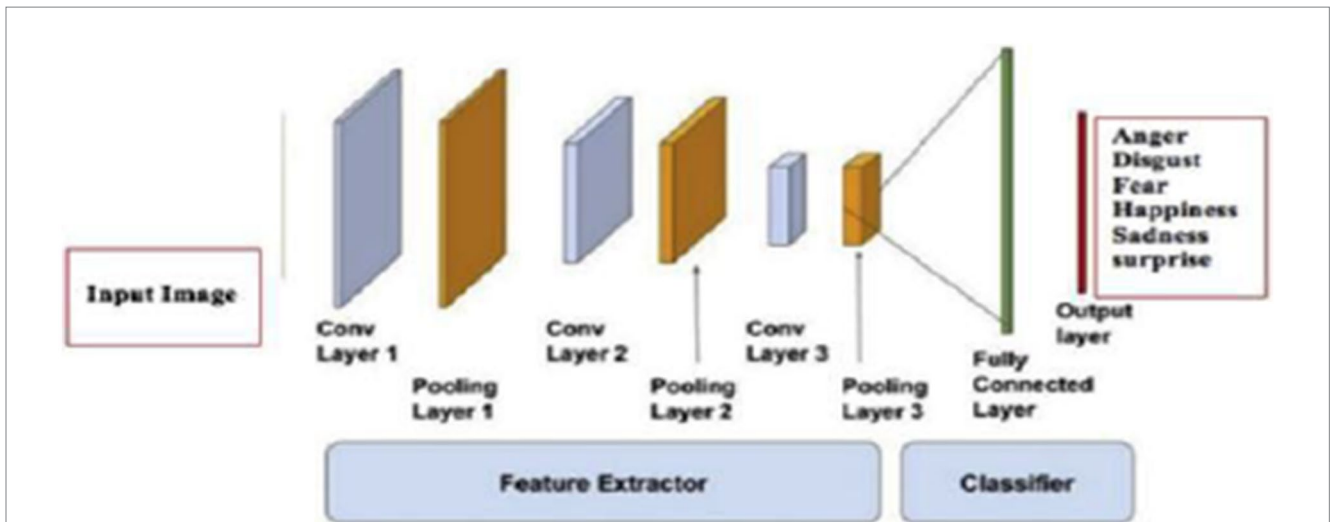 Input Image
Conv
Layer 1
Pooling
Layer 1
Conv
Layer 2
Pooling
Layer 2
Conv
Layer 3
Pooling
Layer 3
Fully
Connected
Layer
Output
layer
Anger
Disgust
Fear
Happiness
Sadness
surprise
Feature Extractor
Classifier